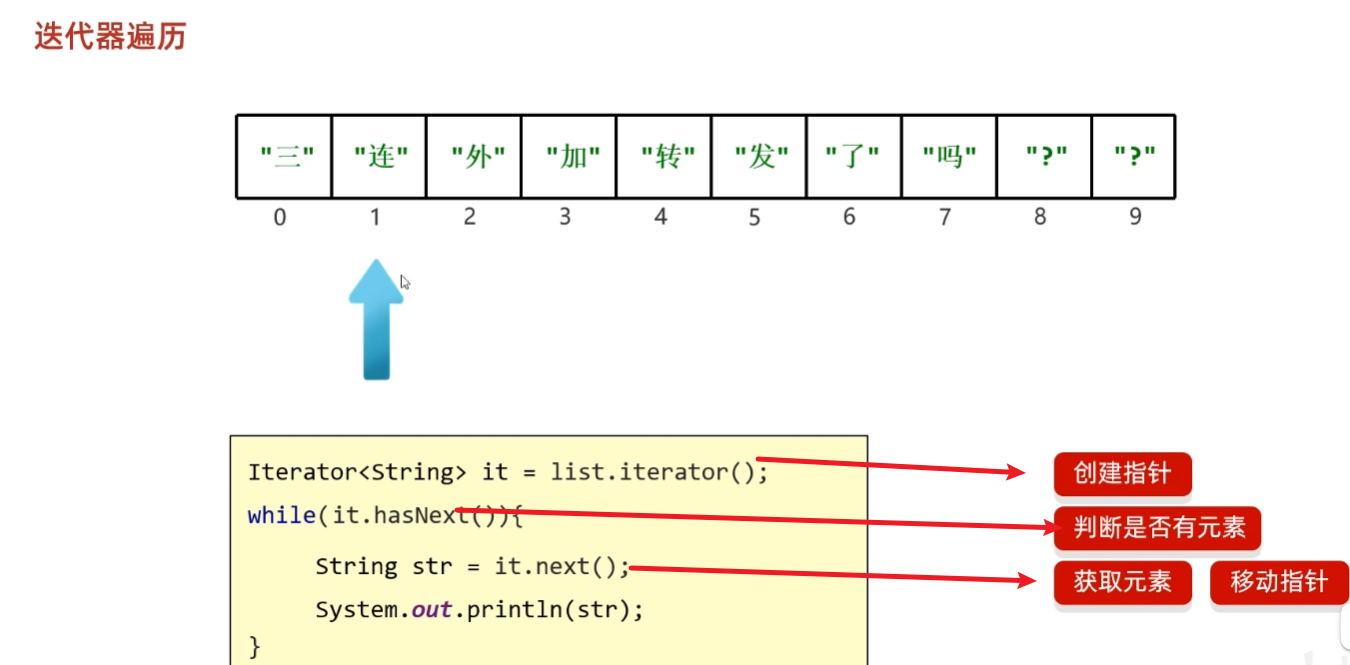 迭代器遍历
"三" "连" "外" "加" "转" "发" "了" "吗" "?" "?"
0 1 2 3 4 5 6 7 8 9
Iterator<String> it = list.iterator();
创建指针
while(it.hasNext()){
判断是否有元素
String str = it.next();
获取元素 移动指针
System.out.println(str);
}